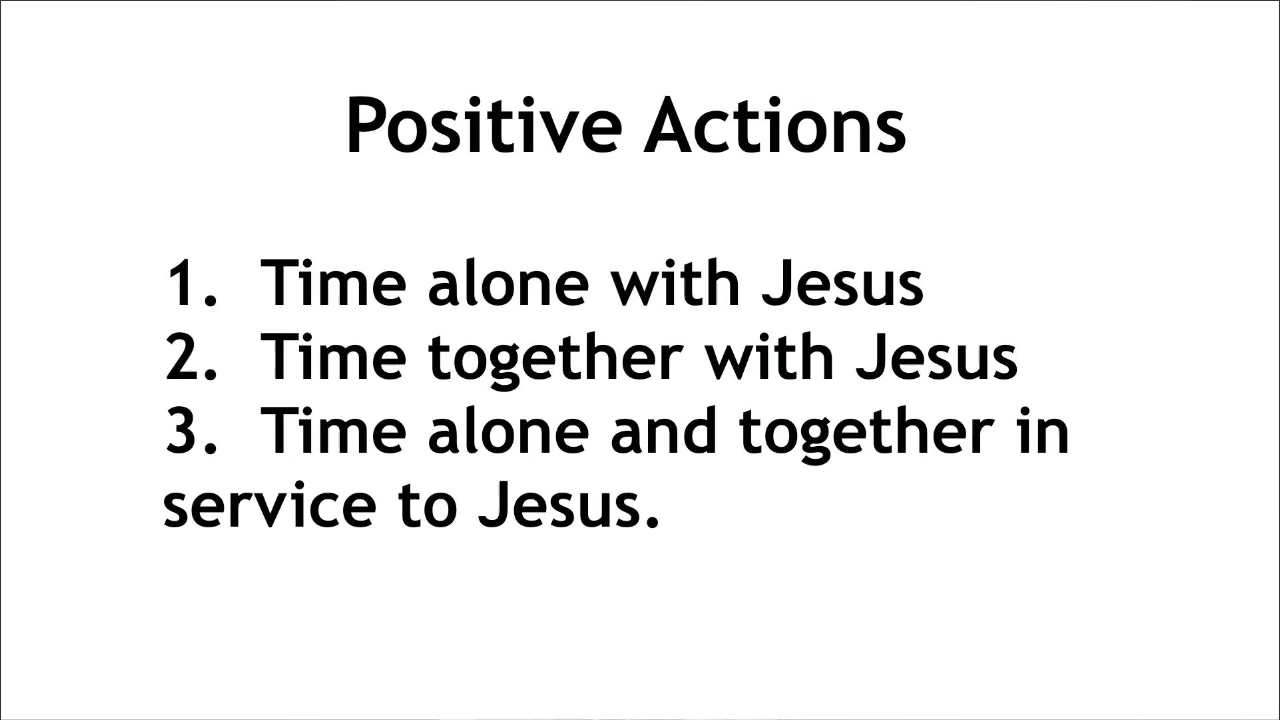 Positive Actions
1. Time alone with Jesus
2. Time together with Jesus
3. Time alone and together in
service to Jesus.